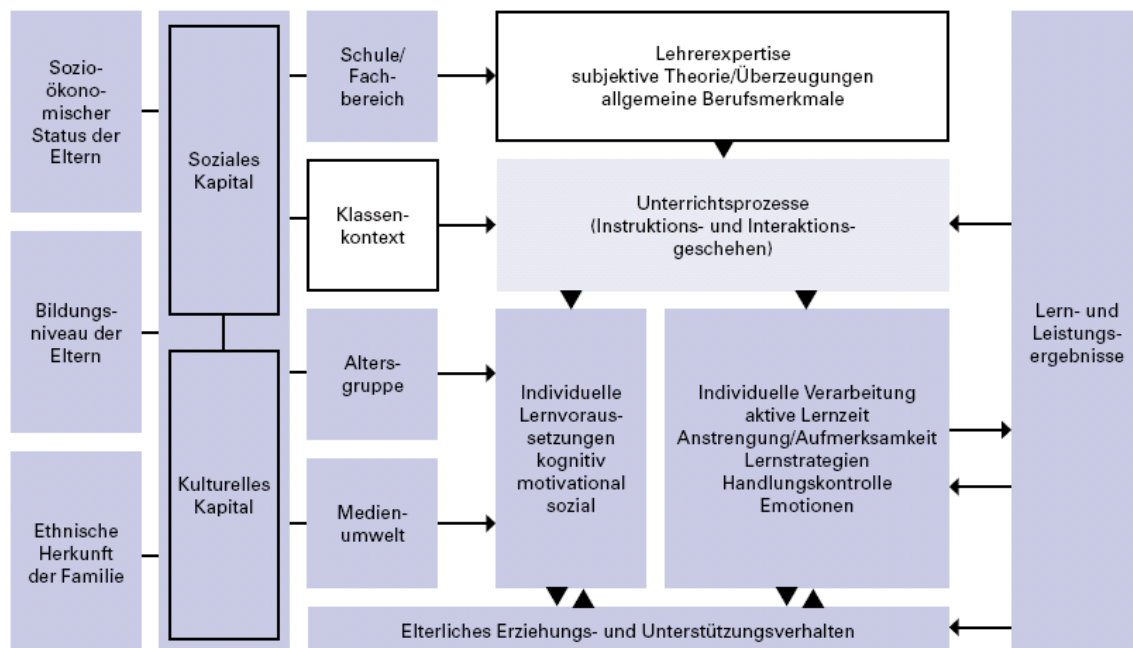 Sozio-
ökono-
mischer
Status der
Eltern
Bildungs-
niveau der
Eltern
Ethnische
Herkunft
der Familie
Soziales
Kapital
Kulturelles
Kapital
Schule/
Fach-
bereich
Klassen-
kontext
Alters-
gruppe
Medien-
umwelt
Lehrerexpertise
subjektive Theorie/Überzeugungen
allgemeine Berufsmerkmale
Unterrichtsprozesse
(Instruktions- und Interaktions-
geschehen)
Individuelle
Lernvoraus-
setzungen
kognitiv
motivational
sozial
Individuelle Verarbeitung
aktive Lernzeit
Anstrengung/Aufmerksamkeit
Lernstrategien
Handlungskontrolle
Emotionen
Elterliches Erziehungs- und Unterstützungsverhalten
Lern- und
Leistungs-
ergebnisse